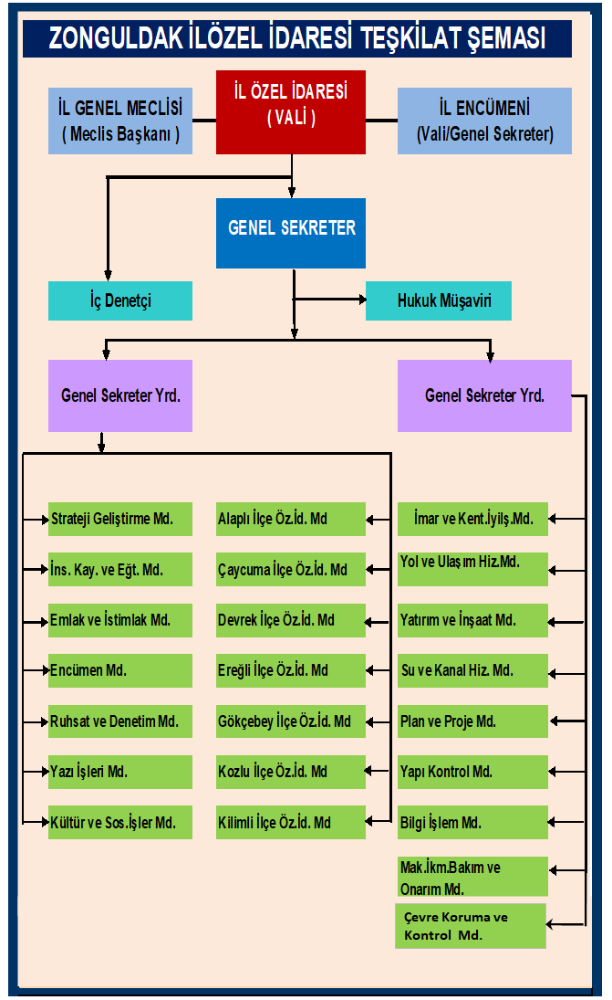 ZONGULDAK İLÖZEL İDARESİ TEŞKİLAT ŞEMASI
İL GENEL MECLİSİ
( Meclis Başkanı )
İL ÖZEL İDARESİ
( VALİ )
İL ENCÜMENİ
(Vali/Genel Sekreter)
GENEL SEKRETER
İç Denetçi
Hukuk Müşaviri
Genel Sekreter Yrd.
Genel Sekreter Yrd.
Strateji Geliştirme Md.
İns. Kay. ve Eğt. Md.
Emlak ve İstimlak Md.
Encümen Md.
Ruhsat ve Denetim Md.
Yazı İşleri Md.
Kültür ve Sos.İşler Md.
Alaplı İlçe Öz.İd. Md
Çaycuma İlçe Öz.İd. Md
Devrek İlçe Öz.İd. Md
Ereğli İlçe Öz.İd. Md
Gökçebey İlçe Öz.İd. Md
Kozlu İlçe Öz.İd. Md
Kilimli İlçe Öz.İd. Md
İmar ve Kent.İyilş.Md.
Yol ve Ulaşım Hiz.Md.
Yatırım ve İnşaat Md.
Su ve Kanal Hiz. Md.
Plan ve Proje Md.
Yapı Kontrol Md.
Bilgi İşlem Md.
Mak.İkm.Bakım ve
Onarım Md.
Çevre Koruma ve
Kontrol Md.